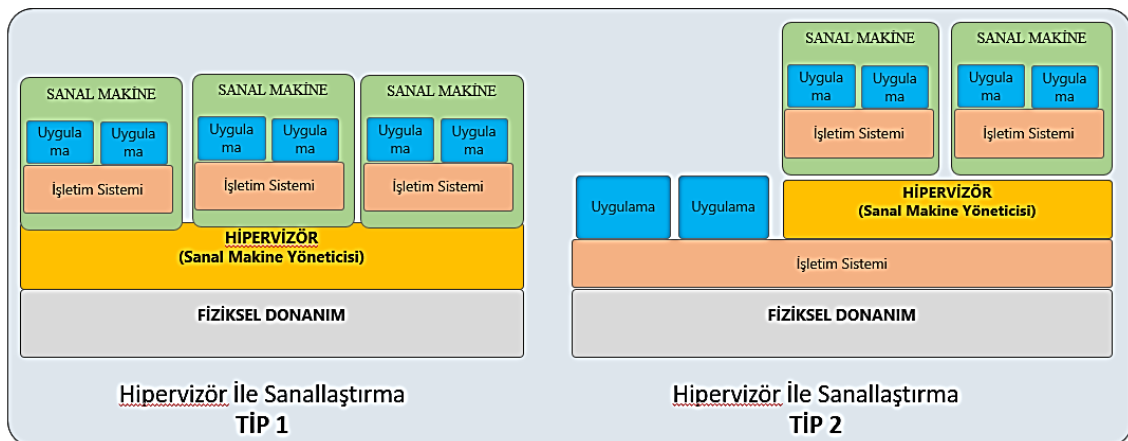 SANAL MAKİNE
Uygula
ma
Uygula
ma
İşletim Sistemi
SANAL MAKİNE
Uygula
ma
Uygula
ma
İşletim Sistemi
SANAL MAKİNE
Uygula
ma
Uygula
ma
İşletim Sistemi
HİPERVİZÖR
(Sanal Makine Yöneticisi)
FİZİKSEL DONANIM
Hipervizör İle Sanallaştırma
TİP 1
SANAL MAKİNE
Uygula
ma
Uygula
ma
İşletim Sistemi
SANAL MAKİNE
Uygula
ma
Uygula
ma
İşletim Sistemi
Uygulama
Uygulama
HİPERVİZÖR
(Sanal Makine Yöneticisi)
İşletim Sistemi
FİZİKSEL DONANIM
Hipervizör İle Sanallaştırma
TİP 2